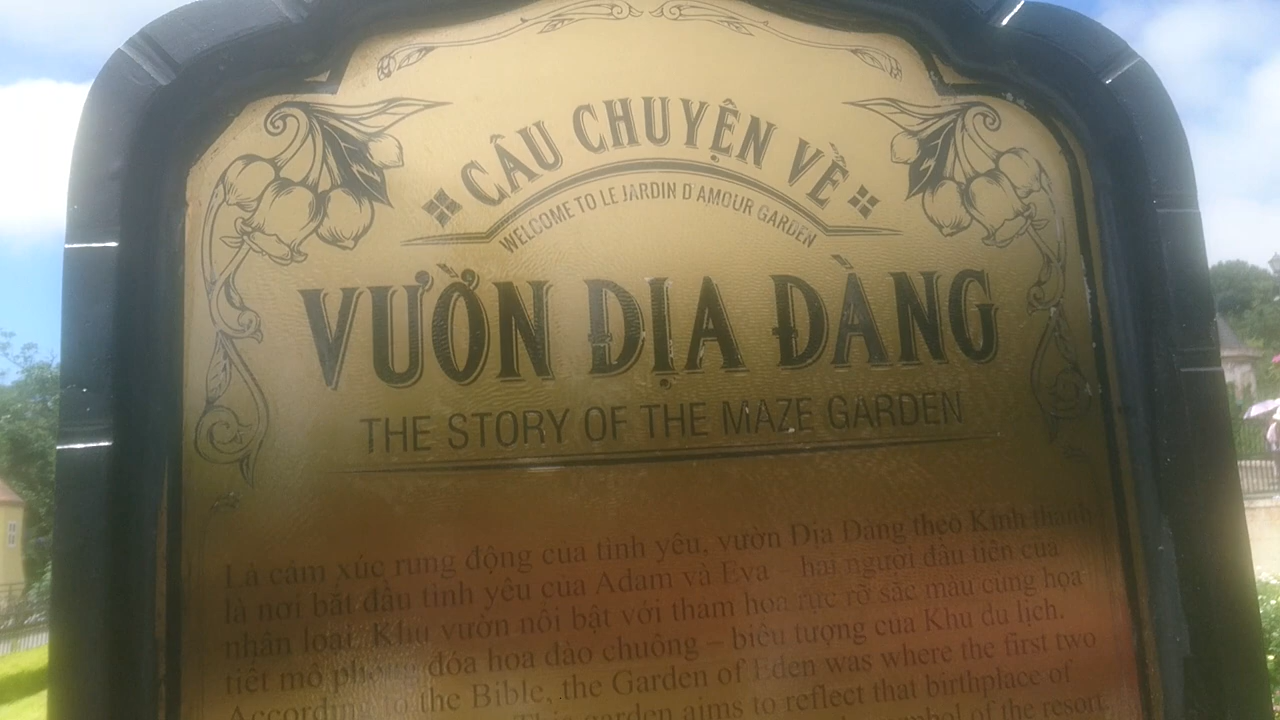 CÂU CHUYỆN VỀ
WELCOME TO LE JARDIN D'AMOUR GARDEN
VƯỜN ĐỊA ĐÀNG
THE STORY OF THE MAZE GARDEN
Là cảm xúc rung động của tình yêu, vườn Địa Đàng theo Kinh thánh
là nơi bắt đầu tình yêu của Adam và Eva – hai người đầu tiên của
nhân loại. Khu vườn nổi bật với thảm hoa rực rỡ sắc màu cùng họa
tiết mô phỏng đóa hoa đào chuông – biểu tượng của Khu du lịch.
According to the Bible, the Garden of Eden was where the first two
This garden aims to reflect that birthplace of
symbol of the resort.